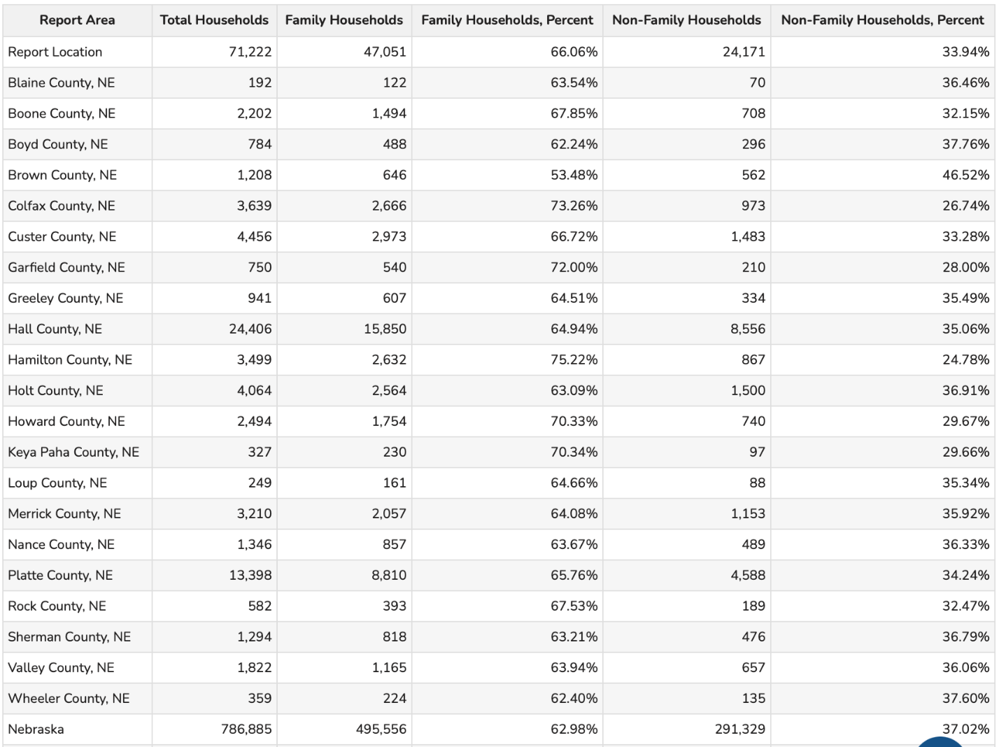 Report Area Total Households Family Households Family Households, Percent Non-Family Households Non-Family Households, Percent
Report Location 71,222 47,051 66.06% 24,171 33.94%
Blaine County, NE 192 122 63.54% 70 36.46%
Boone County, NE 2,202 1,494 67.85% 708 32.15%
Boyd County, NE 784 488 62.24% 296 37.76%
Brown County, NE 1,208 646 53.48% 562 46.52%
Colfax County, NE 3,639 2,666 73.26% 973 26.74%
Custer County, NE 4,456 2,973 66.72% 1,483 33.28%
Garfield County, NE 750 540 72.00% 210 28.00%
Greeley County, NE 941 607 64.51% 334 35.49%
Hall County, NE 24,406 15,850 64.94% 8,556 35.06%
Hamilton County, NE 3,499 2,632 75.22% 867 24.78%
Holt County, NE 4,064 2,564 63.09% 1,500 36.91%
Howard County, NE 2,494 1,754 70.33% 740 29.67%
Keya Paha County, NE 327 230 70.34% 97 29.66%
Loup County, NE 249 161 64.66% 88 35.34%
Merrick County, NE 3,210 2,057 64.08% 1,153 35.92%
Nance County, NE 1,346 857 63.67% 489 36.33%
Platte County, NE 13,398 8,810 65.76% 4,588 34.24%
Rock County, NE 582 393 67.53% 189 32.47%
Sherman County, NE 1,294 818 63.21% 476 36.79%
Valley County, NE 1,822 1,165 63.94% 657 36.06%
Wheeler County, NE 359 224 62.40% 135 37.60%
Nebraska 786,885 495,556 62.98% 291,329 37.02%